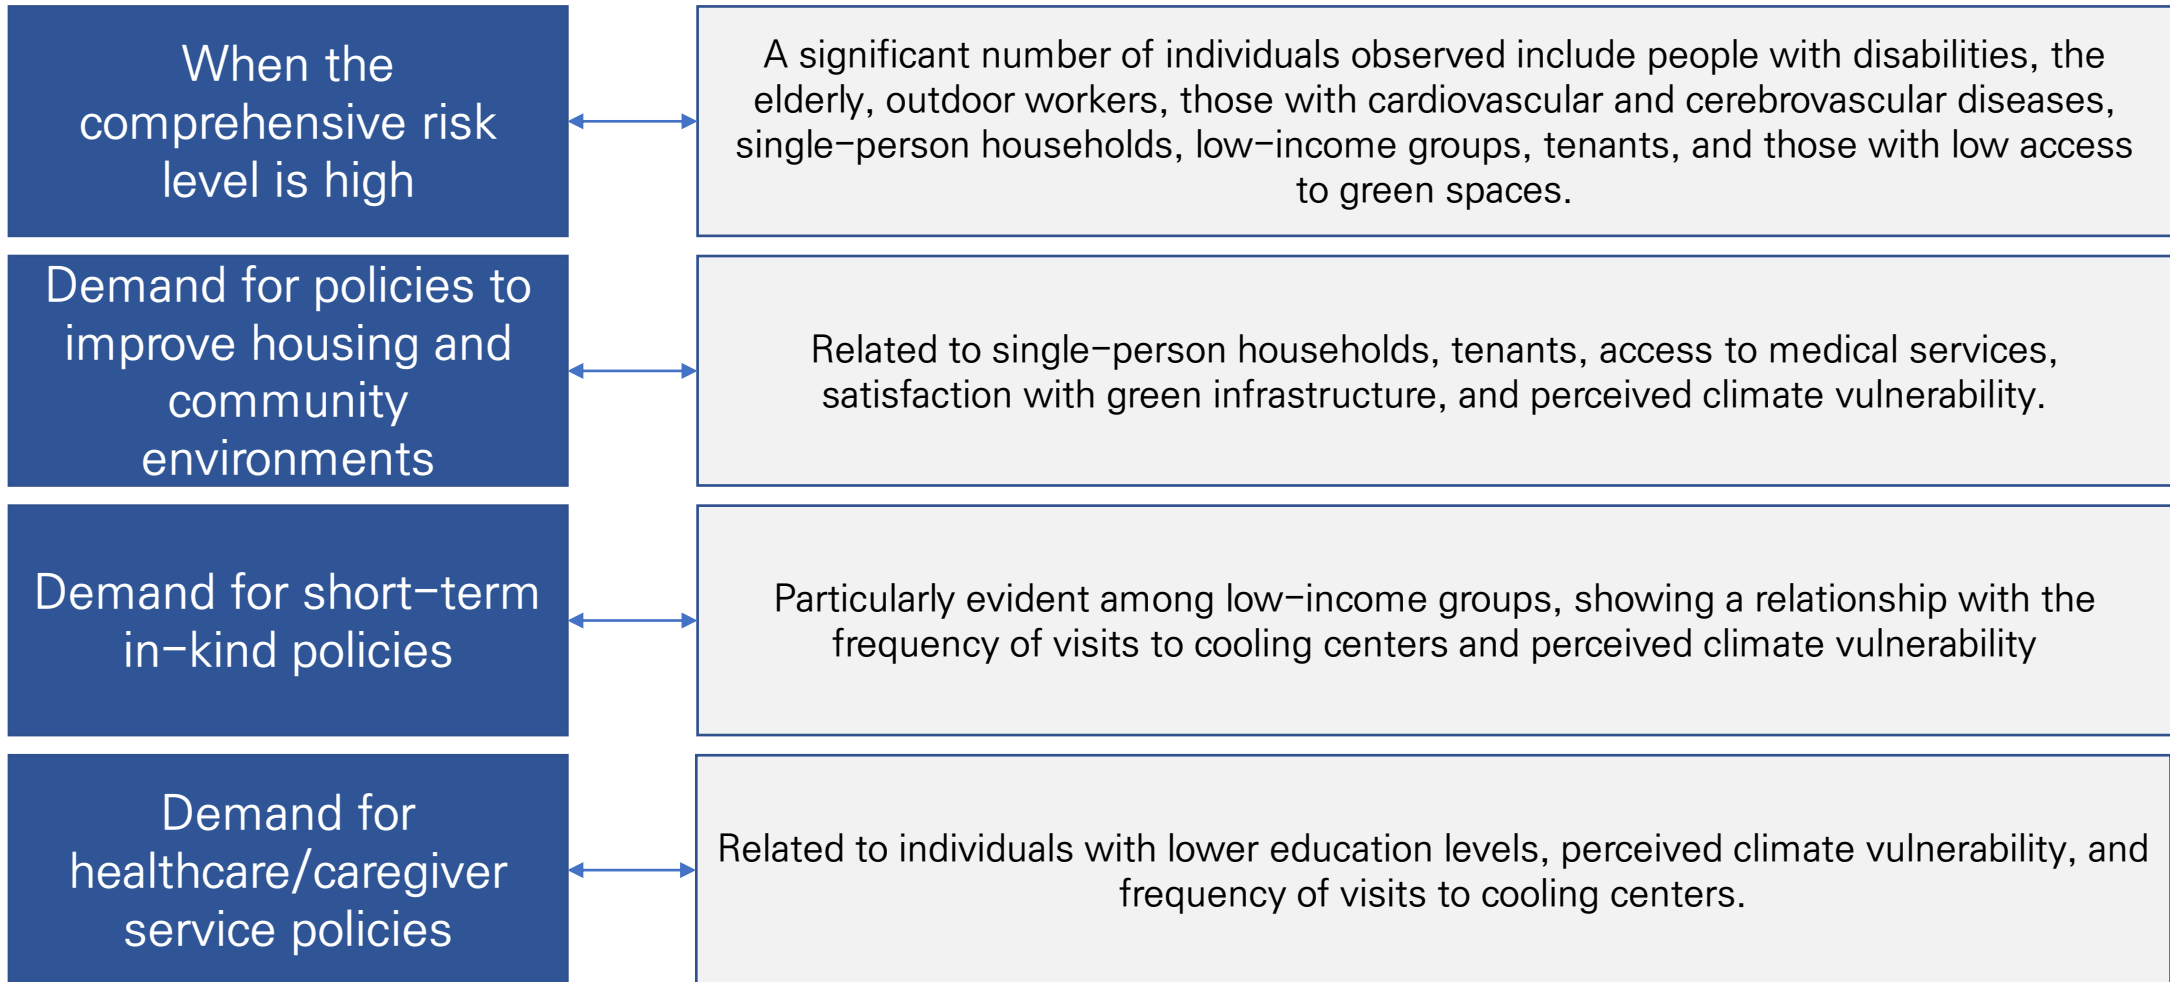 When the
comprehensive risk
level is high
A significant number of individuals observed include people with disabilities, the
elderly, outdoor workers, those with cardiovascular and cerebrovascular diseases,
single-person households, low-income groups, tenants, and those with low access
to green spaces.
Demand for policies to
improve housing and
community
environments
Related to single-person households, tenants, access to medical services,
satisfaction with green infrastructure, and perceived climate vulnerability.
Demand for short-term
in-kind policies
Particularly evident among low-income groups, showing a relationship with the
frequency of visits to cooling centers and perceived climate vulnerability
Demand for
healthcare/caregiver
service policies
Related to individuals with lower education levels, perceived climate vulnerability, and
frequency of visits to cooling centers.